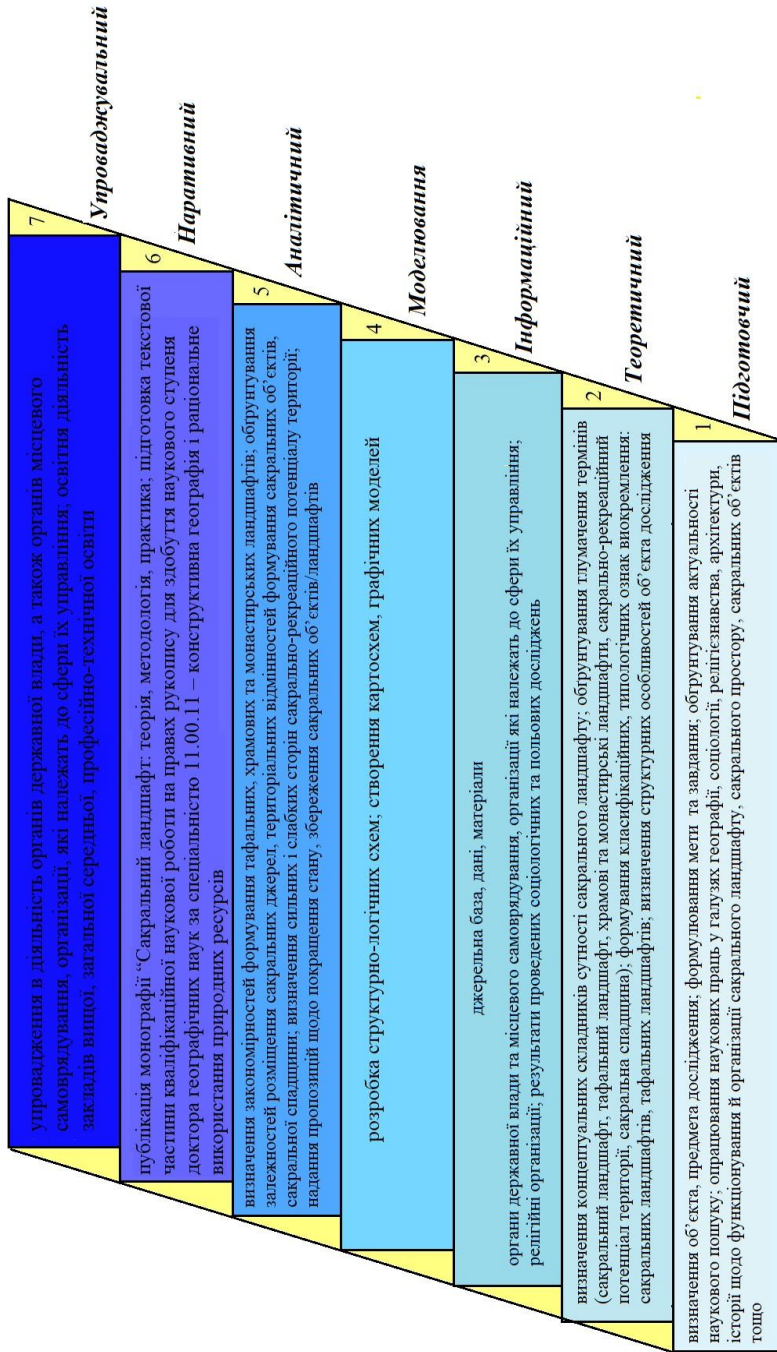 7
Упроваджувальний
упровадження в діяльність органів державної влади, а також органів місцевого
самоврядування, організації, які належать до сфери їх управління; освітня діяльність
закладів вищої, загальної середньої, професійно-технічної освіти
6
Наративний
публікація монографії “Сакральний ландшафт: теорія, методологія, практика; підготовка текстової
частини кваліфікаційної наукової роботи на правах рукопису для здобуття наукового ступеня
доктора географічних наук за спеціальністю 11.00.11 – конструктивна географія і раціональне
використання природних ресурсів
5
Аналітичний
визначення закономірностей формування тафальних, храмових та монастирських ландшафтів; обґрунтування
залежностей розміщення сакральних джерел, територіальних відмінностей формування сакральних об’єктів,
сакральної спадщини; визначення сильних і слабких сторін сакрально-рекреаційного потенціалу території;
надання пропозицій щодо покращення стану, збереження сакральних об’єктів/ландшафтів
4
Моделювання
розробка структурно-логічних схем; створення картосхем, графічних моделей
3
Інформаційний
джерельна база, дані, матеріали
органи державної влади та місцевого самоврядування, організації які належать до сфери їх управління;
релігійні організації; результати проведених соціологічних та польових досліджень
2
Теоретичний
визначення концептуальних складників сутності сакрального ландшафту; обґрунтування тлумачення термінів
(сакральний ландшафт, тафальний ландшафт, храмові та монастирські ландшафти, сакрально-рекреаційний
потенціал території, сакральна спадщина); формування класифікаційних, типологічних ознак виокремлення:
сакральних ландшафтів, тафальних ландшафтів; визначення структурних особливостей об’єкта дослідження
1
Підготовчий
визначення об’єкта, предмета дослідження; формулювання мети та завдання; обґрунтування актуальності
наукового пошуку; опрацювання наукових праць у галузях географії, соціології, релігієзнавства, архітектури,
історії щодо функціонування й організації сакрального ландшафту, сакрального простору, сакральних об’єктів
тощо